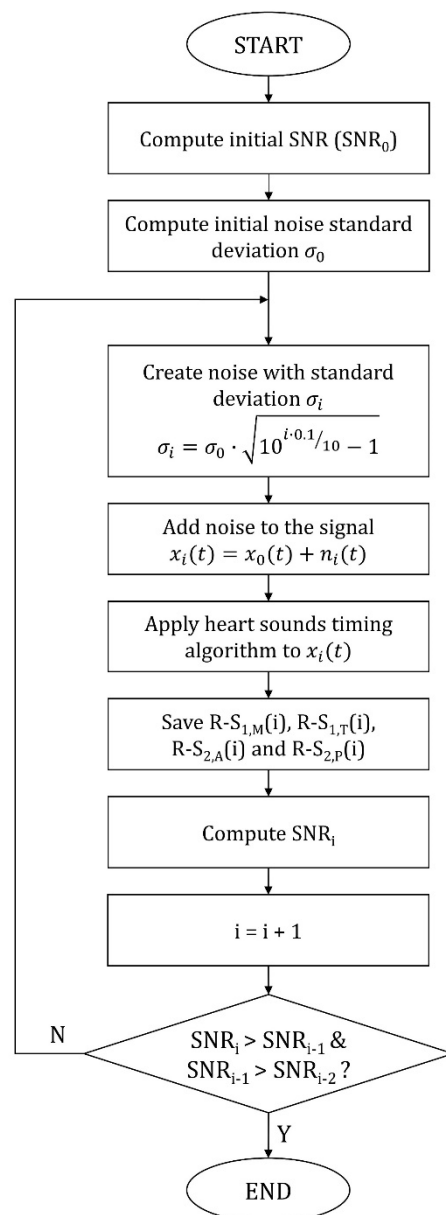 START
Compute initial SNR (SNR₀)
Compute initial noise standard
deviation σ₀
Create noise with standard
deviation σᵢ
σᵢ = σ₀ · √(10^(i·0.1/10) − 1)
Add noise to the signal
xᵢ(t) = x₀(t) + nᵢ(t)
Apply heart sounds timing
algorithm to xᵢ(t)
Save R-S₁,M(i), R-S₁,T(i),
R-S₂,A(i) and R-S₂,P(i)
Compute SNRᵢ
i = i + 1
N
SNRᵢ > SNRᵢ₋₁ &
SNRᵢ₋₁ > SNRᵢ₋₂ ?
Y
END